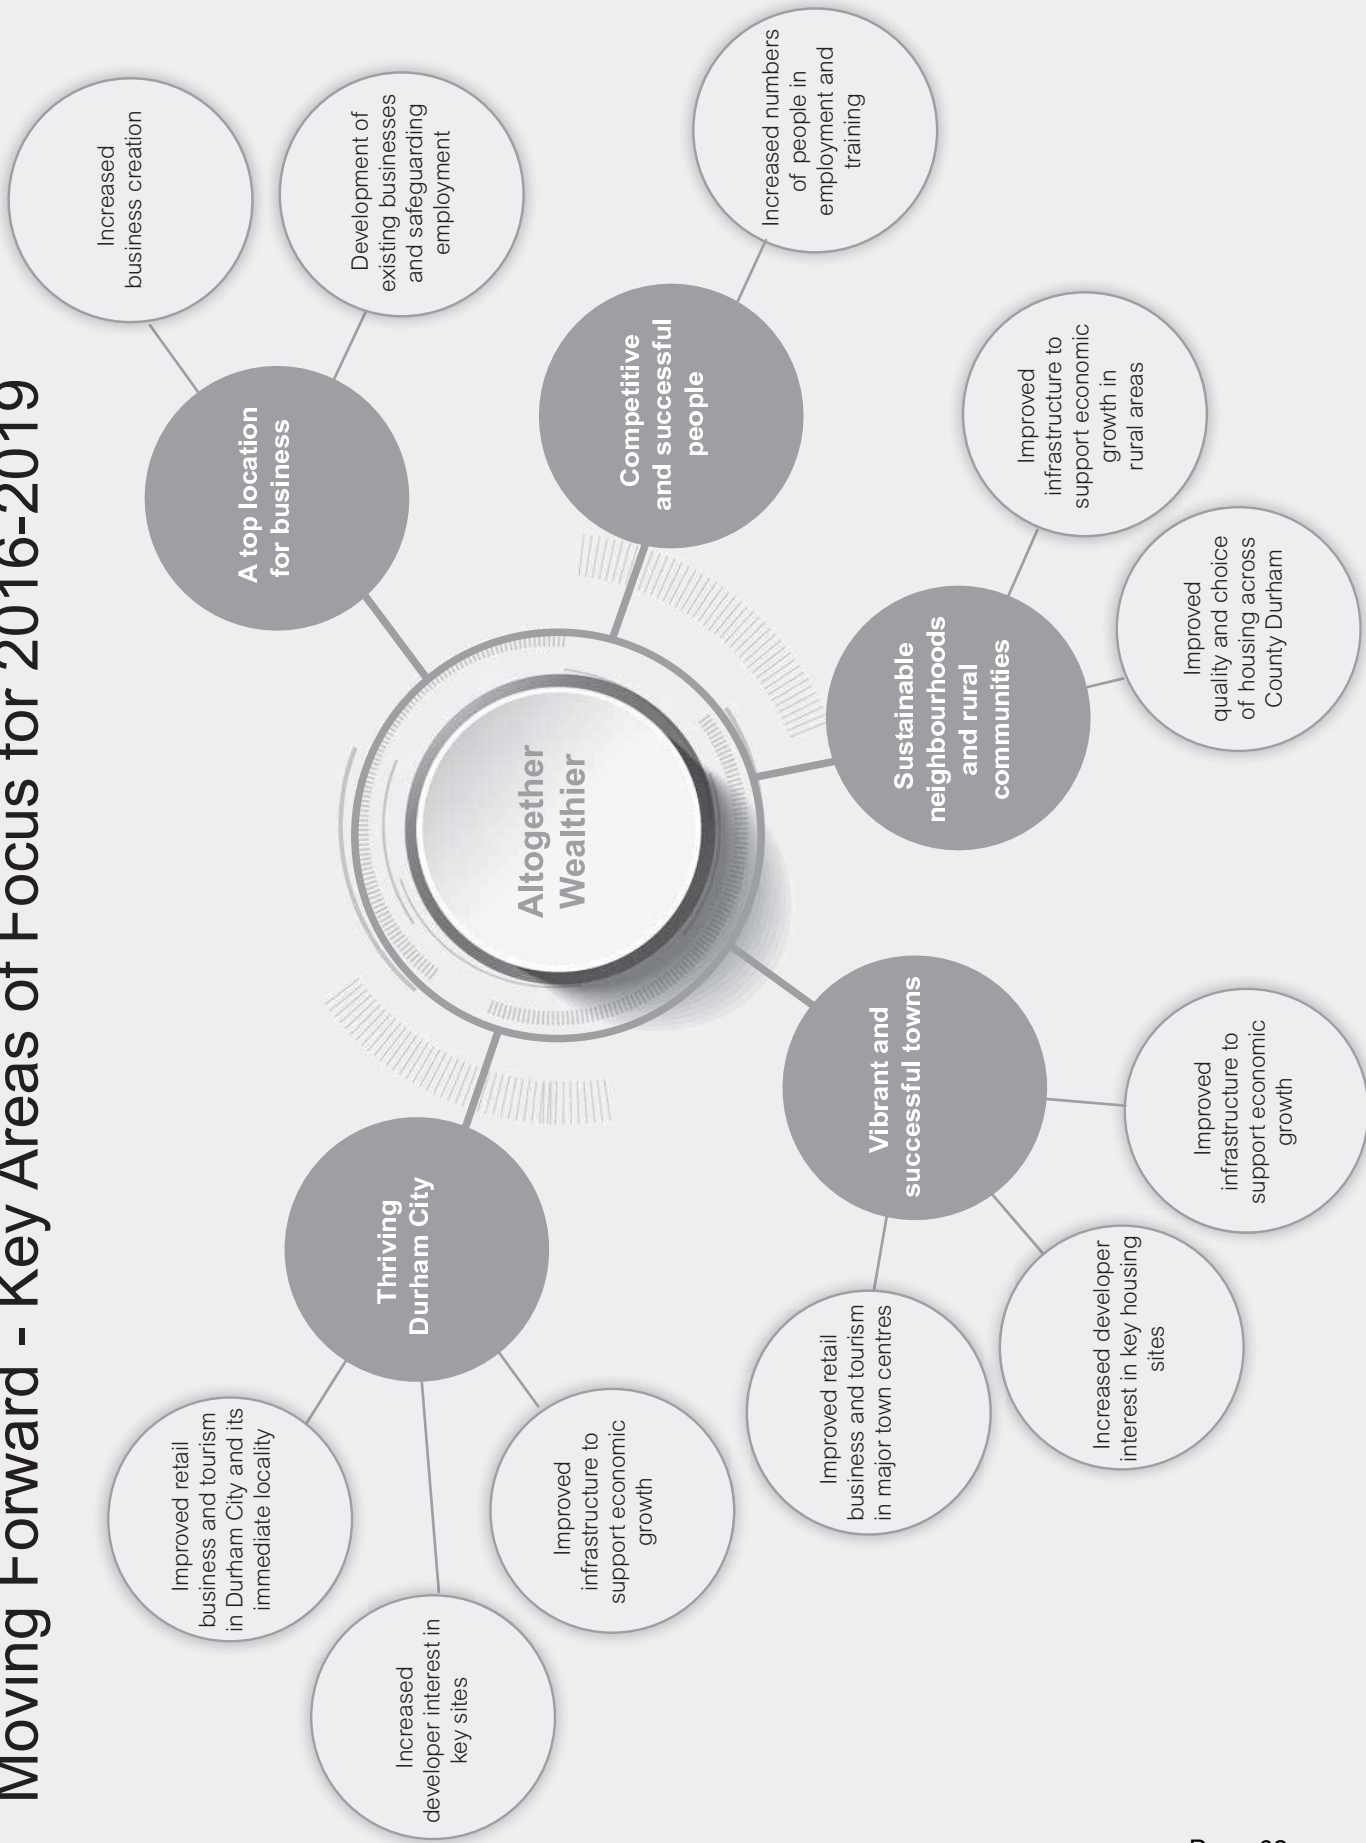 Moving Forward - Key Areas of Focus for 2016-2019
Improved retail
business and tourism
in Durham City and its
immediate locality
Increased
developer interest in
key sites
Improved
infrastructure to
support economic
growth
Thriving
Durham City
Altogether
Wealthier
A top location
for business
Increased
business creation
Development of
existing businesses
and safeguarding
employment
Competitive
and successful
people
Increased numbers
of people in
employment and
training
Sustainable
neighbourhoods
and rural
communities
Improved
infrastructure to
support economic
growth in
rural areas
Improved
quality and choice
of housing across
County Durham
Vibrant and
successful towns
Improved retail
business and tourism
in major town centres
Increased developer
interest in key housing
sites
Improved
infrastructure to
support economic
growth